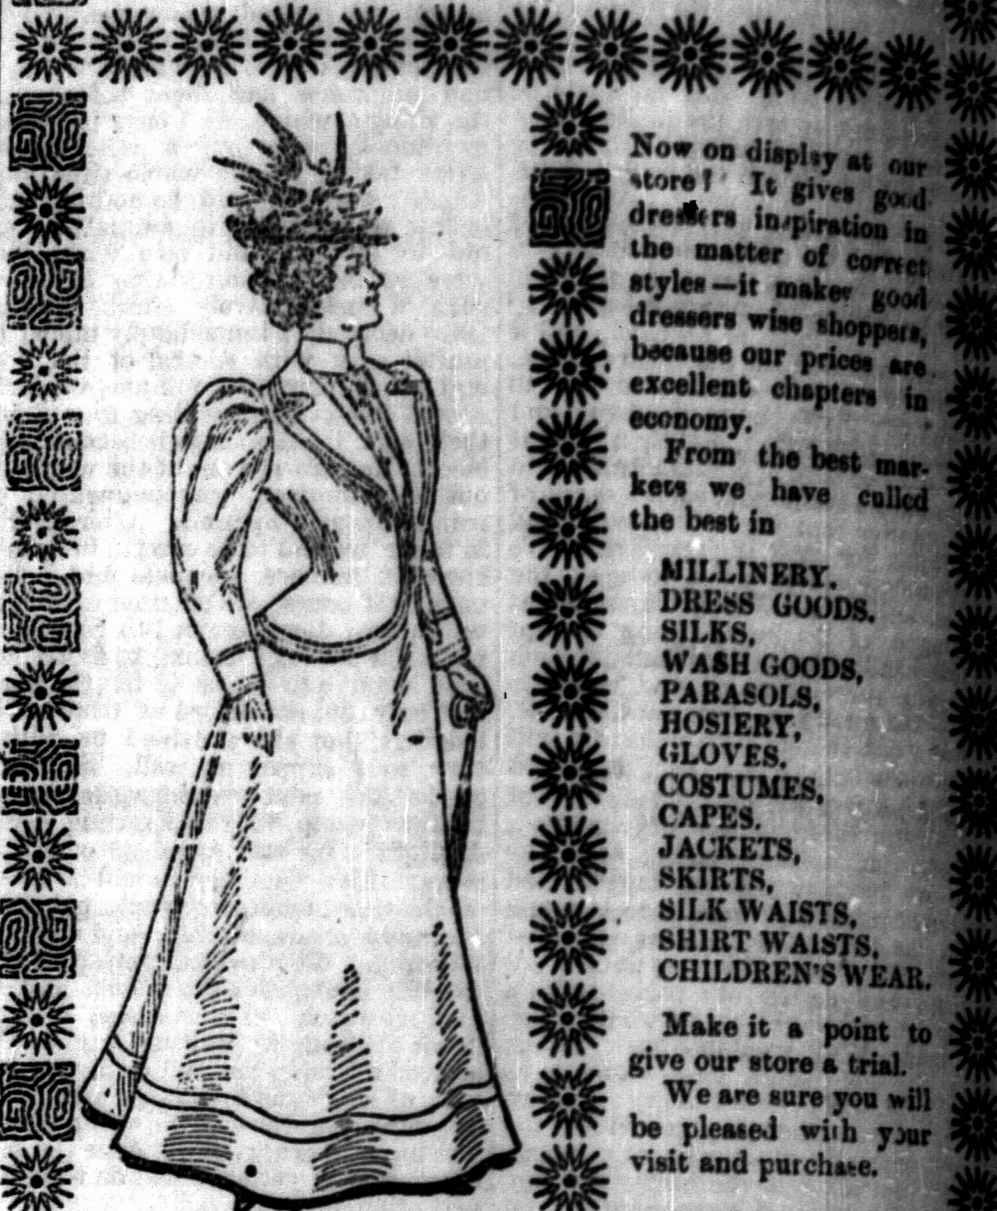 Now on display at our
store! It gives good
dressers inspiration in
the matter of correct
styles—it makes good
dressers wise shoppers,
because our prices are
excellent chapters in
economy.
From the best mar-
kets we have culled
the best in
MILLINERY.
DRESS GOODS.
SILKS,
WASH GOODS,
PARASOLS,
HOSIERY,
GLOVES.
COSTUMES,
CAPES.
JACKETS,
SKIRTS,
SILK WAISTS,
SHIRT WAISTS,
CHILDREN'S WEAR.
Make it a point to
give our store a trial.
We are sure you will
be pleased with your
visit and purchase.